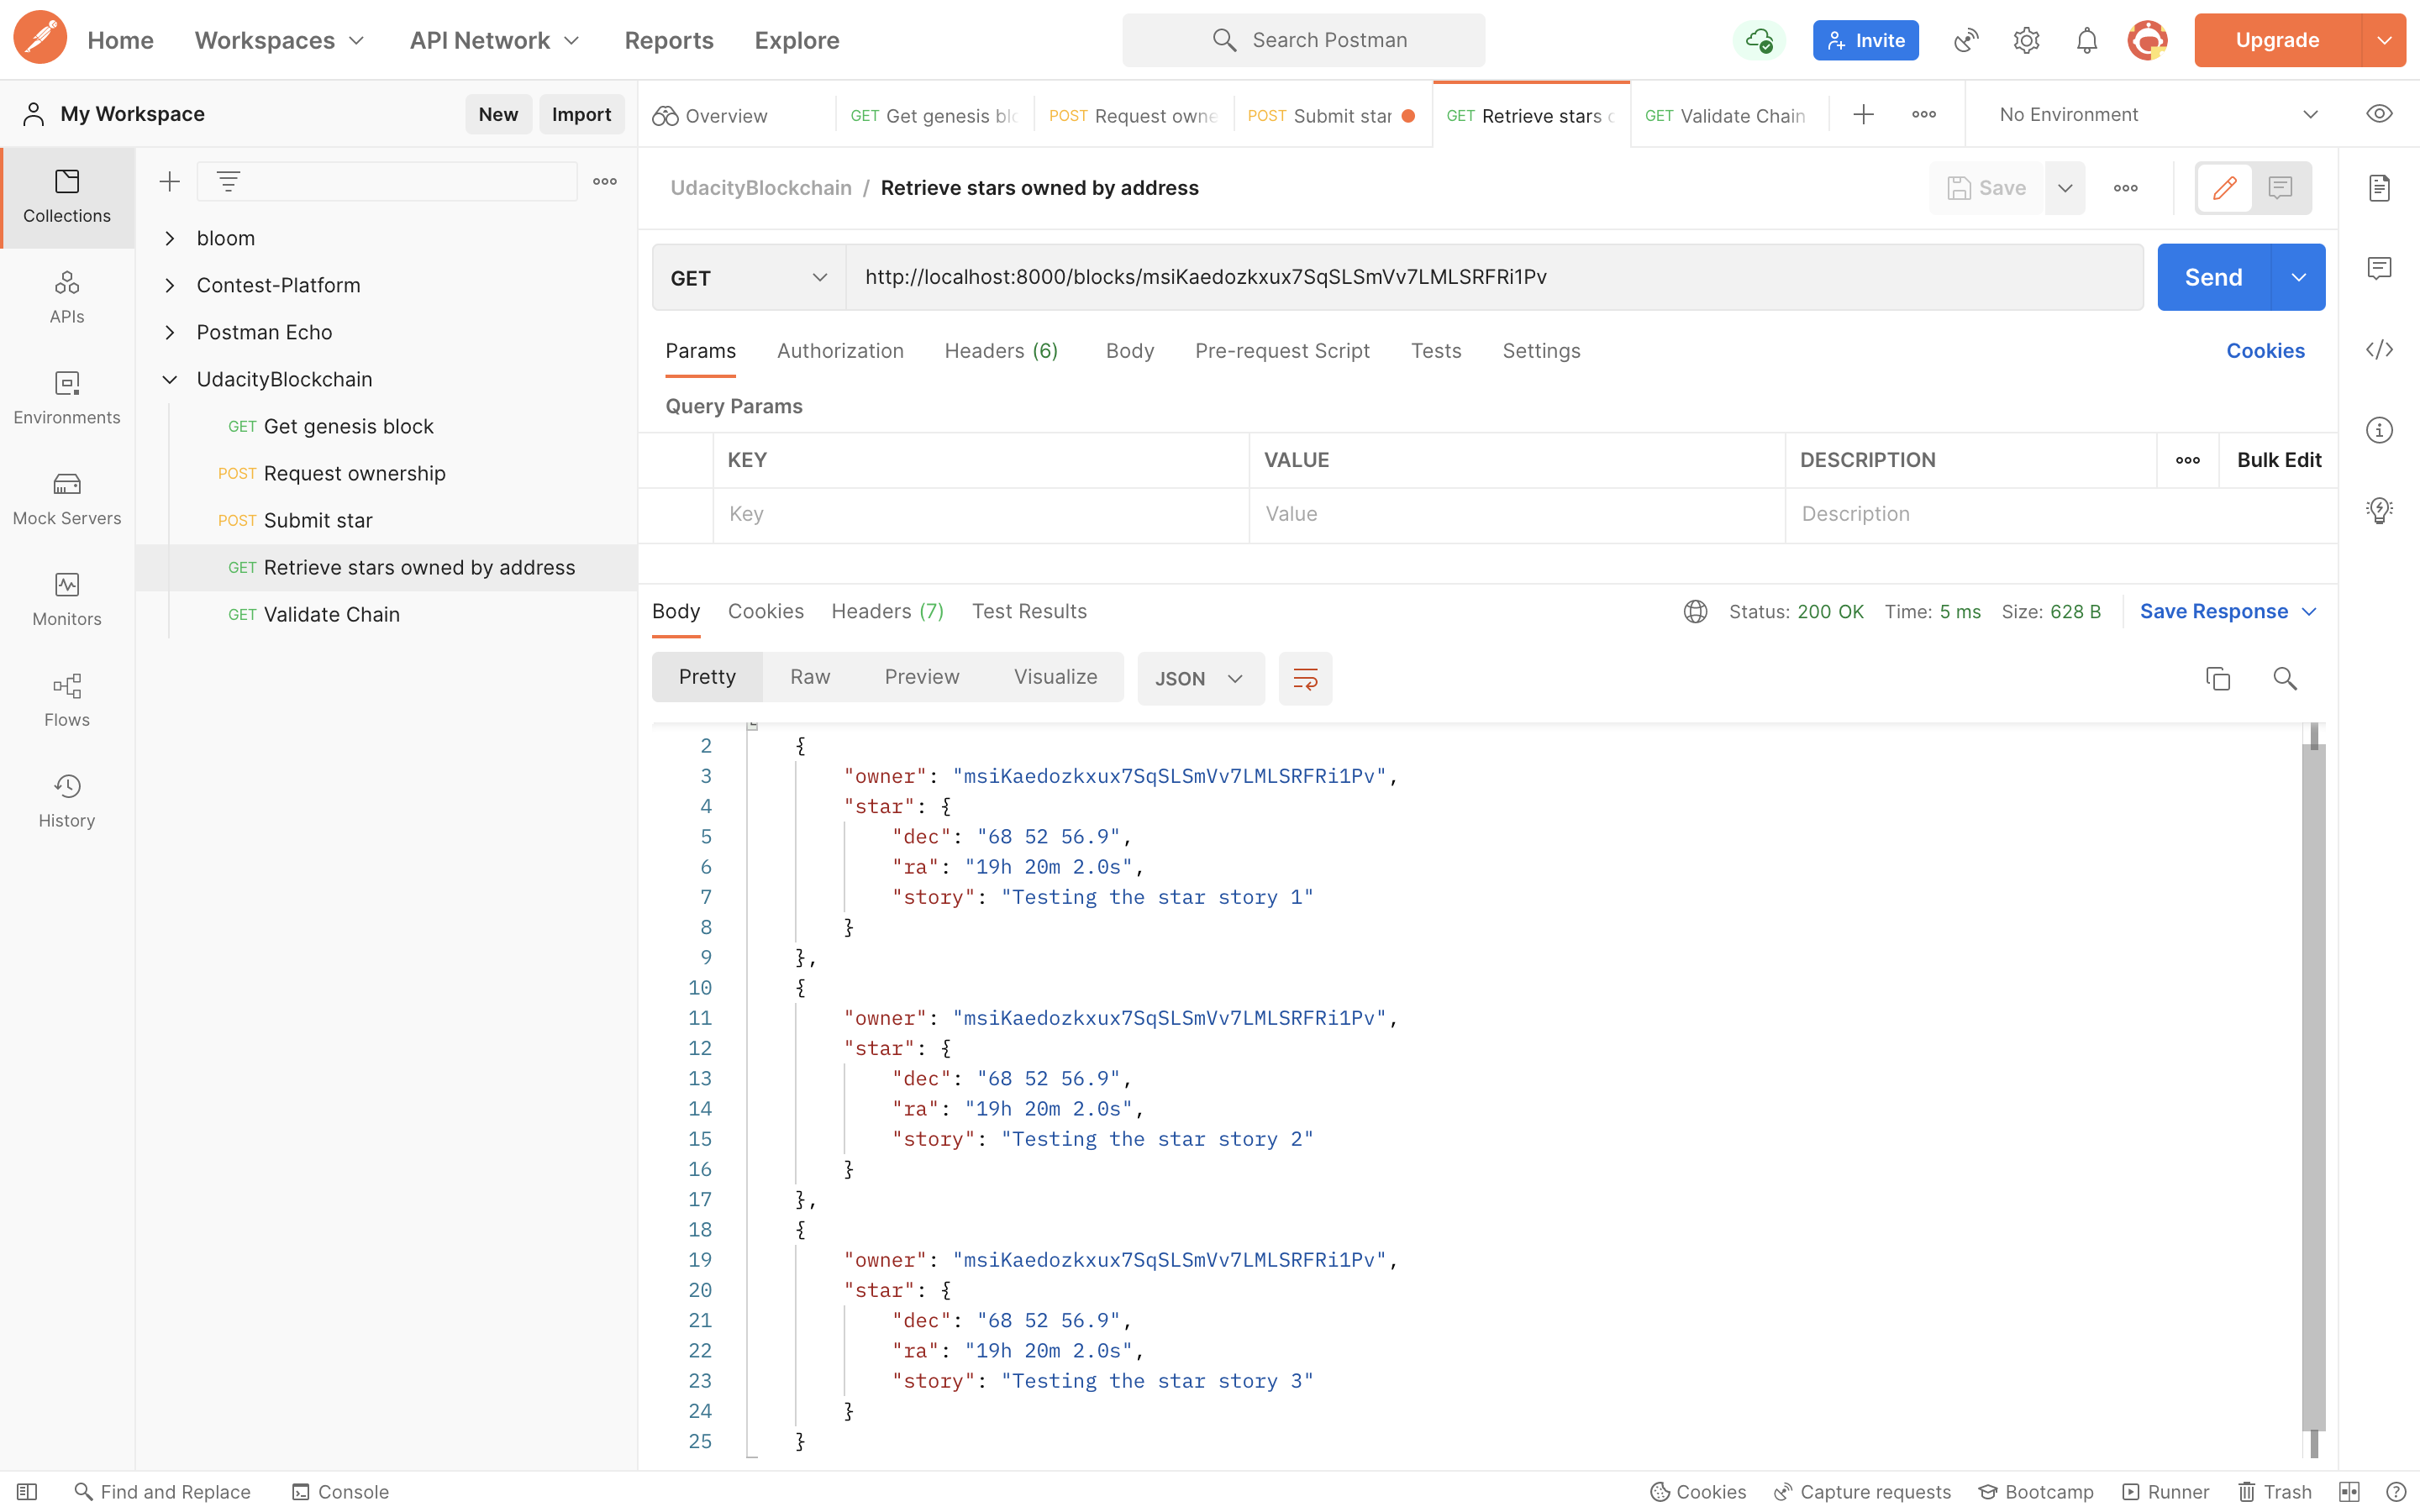 Home Workspaces API Network Reports Explore Search Postman Invite Upgrade
My Workspace New Import Overview GET Get genesis blo POST Request owne POST Submit star GET Retrieve stars o GET Validate Chain No Environment
Collections
APIs
Environments
Mock Servers
Monitors
Flows
History
bloom
Contest-Platform
Postman Echo
UdacityBlockchain
GET Get genesis block
POST Request ownership
POST Submit star
GET Retrieve stars owned by address
GET Validate Chain
UdacityBlockchain / Retrieve stars owned by address Save
GET http://localhost:8000/blocks/msiKaedozkxux7SqSLSmVv7LMLSRFRi1Pv Send
Params Authorization Headers (6) Body Pre-request Script Tests Settings Cookies
Query Params
KEY VALUE DESCRIPTION Bulk Edit
Key Value Description
Body Cookies Headers (7) Test Results Status: 200 OK Time: 5 ms Size: 628 B Save Response
Pretty Raw Preview Visualize JSON
2 {
3 "owner": "msiKaedozkxux7SqSLSmVv7LMLSRFRi1Pv",
4 "star": {
5 "dec": "68 52 56.9",
6 "ra": "19h 20m 2.0s",
7 "story": "Testing the star story 1"
8 }
9 },
10 {
11 "owner": "msiKaedozkxux7SqSLSmVv7LMLSRFRi1Pv",
12 "star": {
13 "dec": "68 52 56.9",
14 "ra": "19h 20m 2.0s",
15 "story": "Testing the star story 2"
16 }
17 },
18 {
19 "owner": "msiKaedozkxux7SqSLSmVv7LMLSRFRi1Pv",
20 "star": {
21 "dec": "68 52 56.9",
22 "ra": "19h 20m 2.0s",
23 "story": "Testing the star story 3"
24 }
25 }
Find and Replace Console Cookies Capture requests Bootcamp Runner Trash